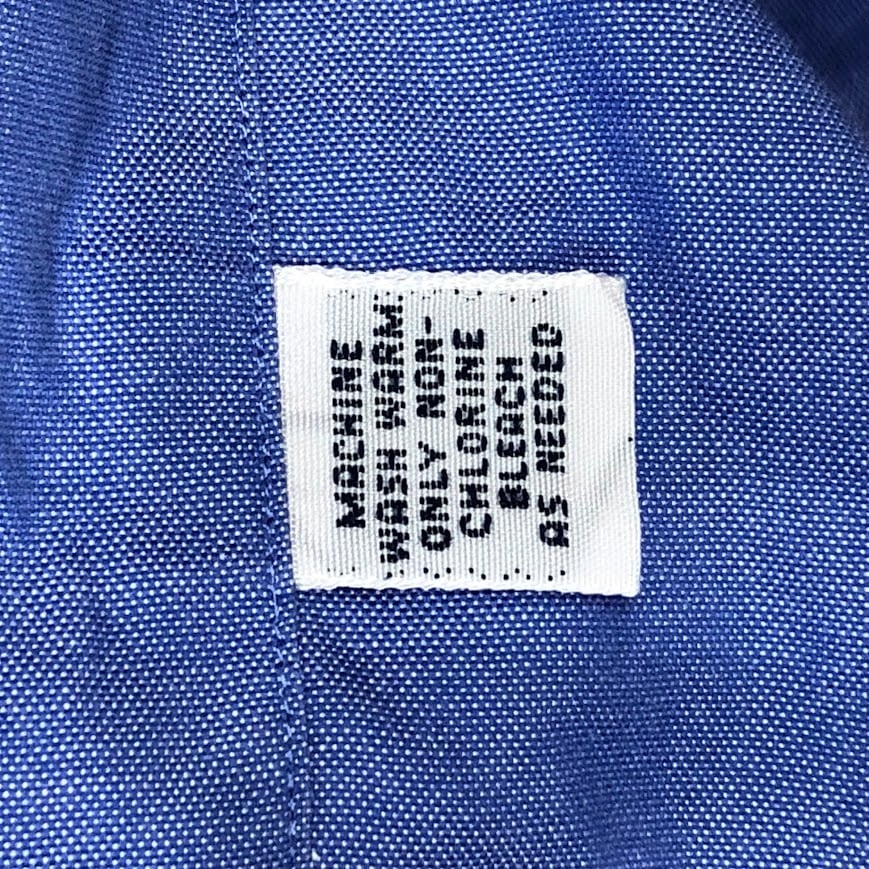 MACHINE
WASH WARM.
ONLY NON-
CHLORINE
BLEACH
AS NEEDED